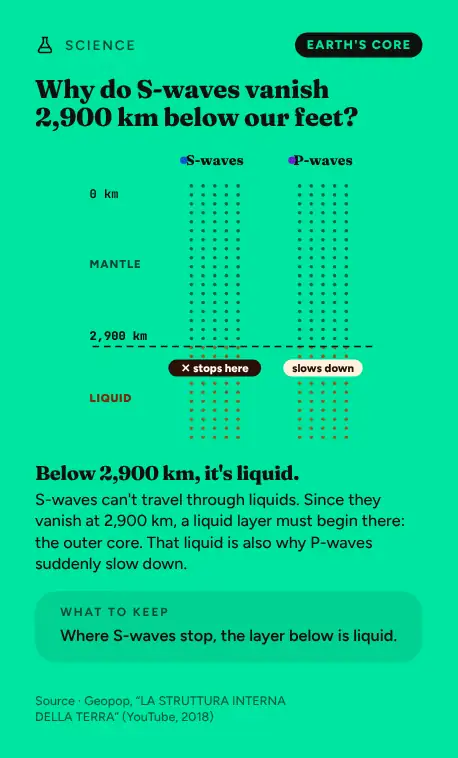 SCIENCE
EARTH'S CORE
Why do S-waves vanish
2,900 km below our feet?
S-waves
P-waves
0 km
MANTLE
2,900 km
✕ stops here
slows down
LIQUID
Below 2,900 km, it's liquid.
S-waves can't travel through liquids. Since they
vanish at 2,900 km, a liquid layer must begin there:
the outer core. That liquid is also why P-waves
suddenly slow down.
WHAT TO KEEP
Where S-waves stop, the layer below is liquid.
Source · Geopop, “LA STRUTTURA INTERNA
DELLA TERRA” (YouTube, 2018)